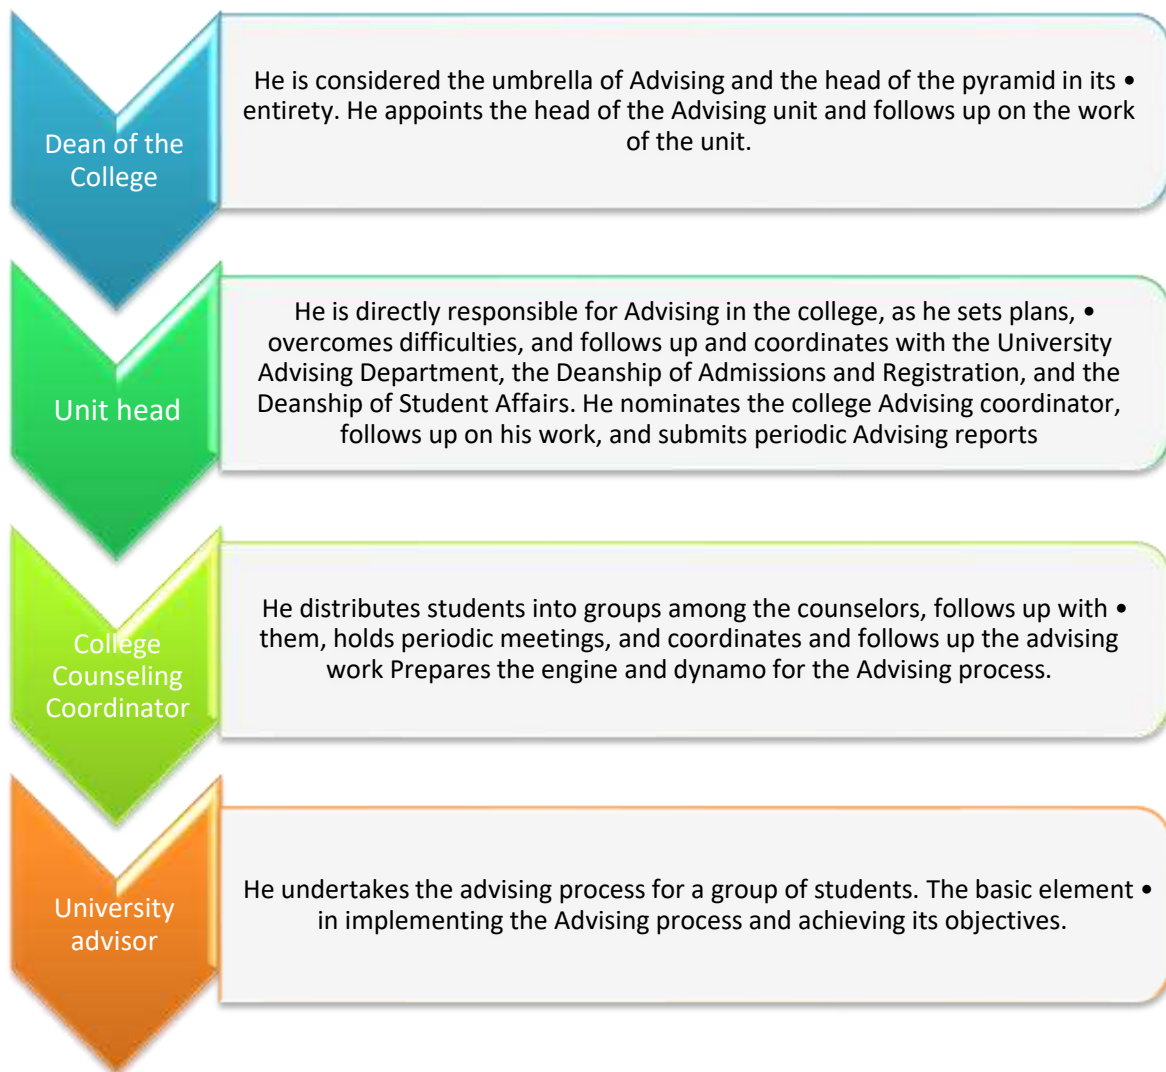 Dean of the
College
He is considered the umbrella of Advising and the head of the pyramid in its •
entirety. He appoints the head of the Advising unit and follows up on the work
of the unit.
Unit head
He is directly responsible for Advising in the college, as he sets plans, •
overcomes difficulties, and follows up and coordinates with the University
Advising Department, the Deanship of Admissions and Registration, and the
Deanship of Student Affairs. He nominates the college Advising coordinator,
follows up on his work, and submits periodic Advising reports
College
Counseling
Coordinator
He distributes students into groups among the counselors, follows up with •
them, holds periodic meetings, and coordinates and follows up the advising
work Prepares the engine and dynamo for the Advising process.
University
advisor
He undertakes the advising process for a group of students. The basic element •
in implementing the Advising process and achieving its objectives.